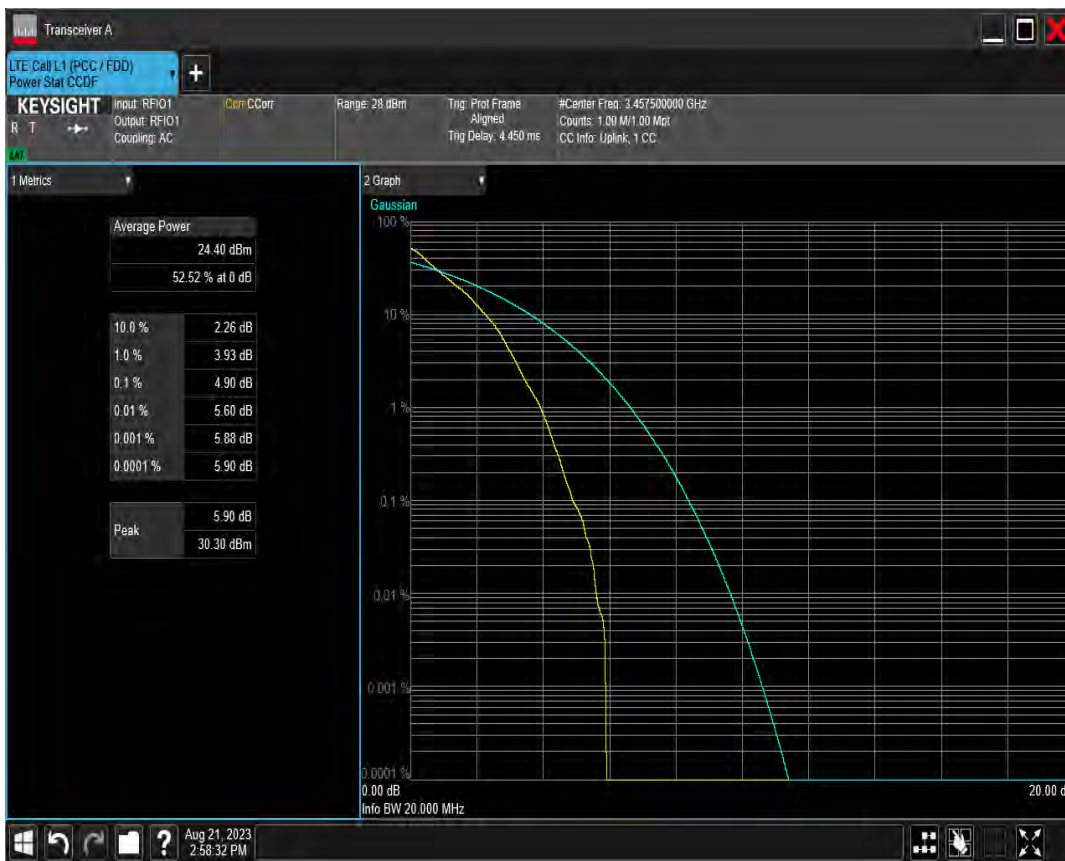 Transceiver A
LTE Cell L1 (PCC / FDD)
Power Stat CCDF
+
KEYSIGHT
R T
LXI
Input: RFIO1
Output: RFIO1
Coupling: AC
Corr CCorr
Range: 28 dBm
Trig: Prot Frame
Aligned
Trig Delay: 4.450 ms
#Center Freq: 3.457500000 GHz
Counts: 1.00 M/1.00 Mpt
CC Info: Uplink, 1 CC
1 Metrics
Average Power
24.40 dBm
52.52 % at 0 dB
10.0 % 2.26 dB
1.0 % 3.93 dB
0.1 % 4.90 dB
0.01 % 5.60 dB
0.001 % 5.88 dB
0.0001 % 5.90 dB
Peak
5.90 dB
30.30 dBm
2 Graph
Gaussian
100 %
10 %
1 %
0.1 %
0.01 %
0.001 %
0.0001 %
0.00 dB 20.00 d
Info BW 20.000 MHz
?
Aug 21, 2023
2:58:32 PM